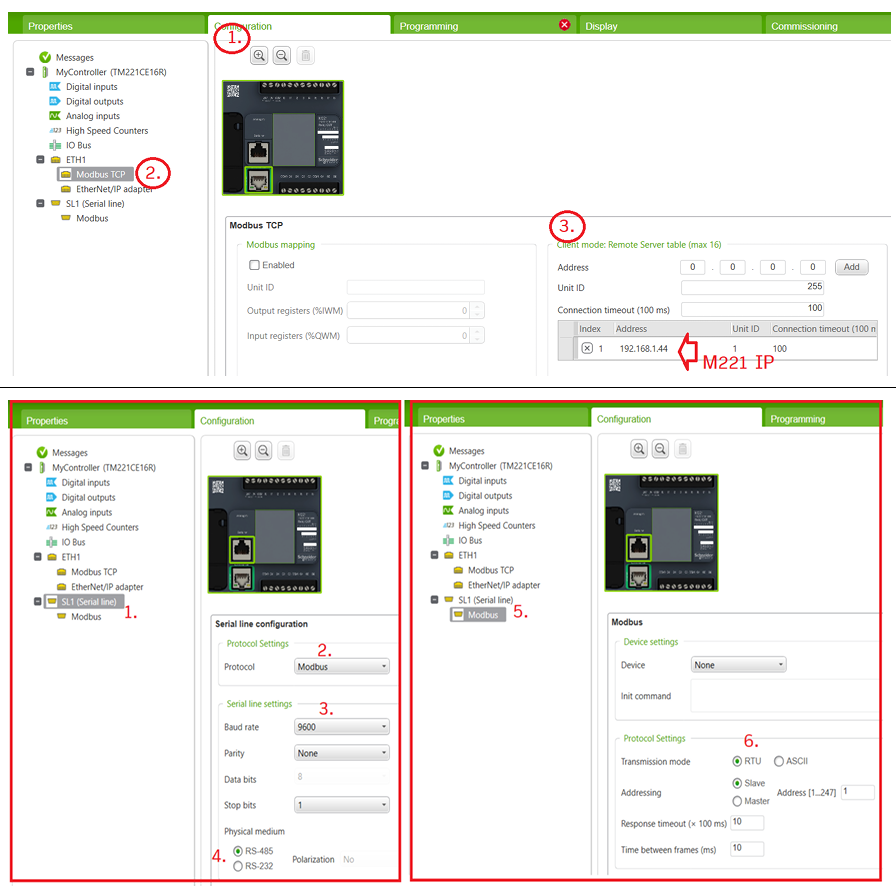 Properties
Configuration
Programming
Display
Commissioning
1.
Messages
MyController (TM221CE16R)
Digital inputs
Digital outputs
Analog inputs
High Speed Counters
IO Bus
ETH1
Modbus TCP
2.
EtherNet/IP adapter
SL1 (Serial line)
Modbus
Modbus TCP
Modbus mapping
Enabled
Unit ID
Output registers (%IWM) 0
Input registers (%QWM) 0
3.
Client mode: Remote Server table (max 16)
Address 0 . 0 . 0 . 0 Add
Unit ID 255
Connection timeout (100 ms) 100
Index Address Unit ID Connection timeout (100 m
1 192.168.1.44 1 100
M221 IP
Properties
Configuration
Progra
Messages
MyController (TM221CE16R)
Digital inputs
Digital outputs
Analog inputs
High Speed Counters
IO Bus
ETH1
Modbus TCP
EtherNet/IP adapter
SL1 (Serial line)
1.
Modbus
Serial line configuration
Protocol Settings
2.
Protocol Modbus
Serial line settings
3.
Baud rate 9600
Parity None
Data bits 8
Stop bits 1
Physical medium
4.
RS-485
RS-232
Polarization No
Properties
Configuration
Programming
Messages
MyController (TM221CE16R)
Digital inputs
Digital outputs
Analog inputs
High Speed Counters
IO Bus
ETH1
Modbus TCP
EtherNet/IP adapter
SL1 (Serial line)
Modbus
5.
Modbus
Device settings
Device None
Init command
Protocol Settings
6.
Transmission mode RTU ASCII
Addressing Slave Address [1...247] 1
Master
Response timeout (× 100 ms) 10
Time between frames (ms) 10